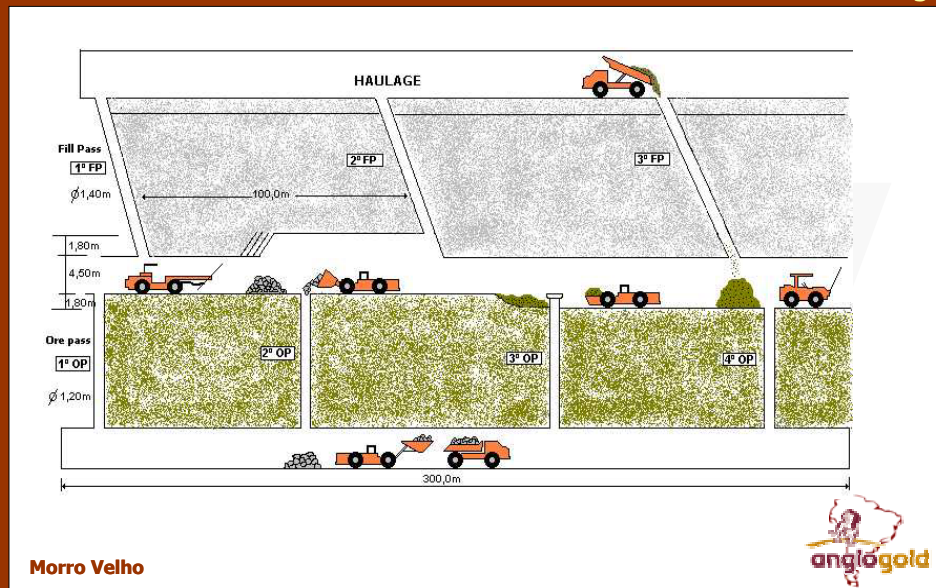 HAULAGE
Fill Pass
1º FP
2º FP
3º FP
Ø1,40m
100,0m
1,80m
4,50m
1,80m
Ore pass
1º OP
2º OP
3º OP
4º OP
Ø 1,20m
300,0m
Morro Velho
anglogold